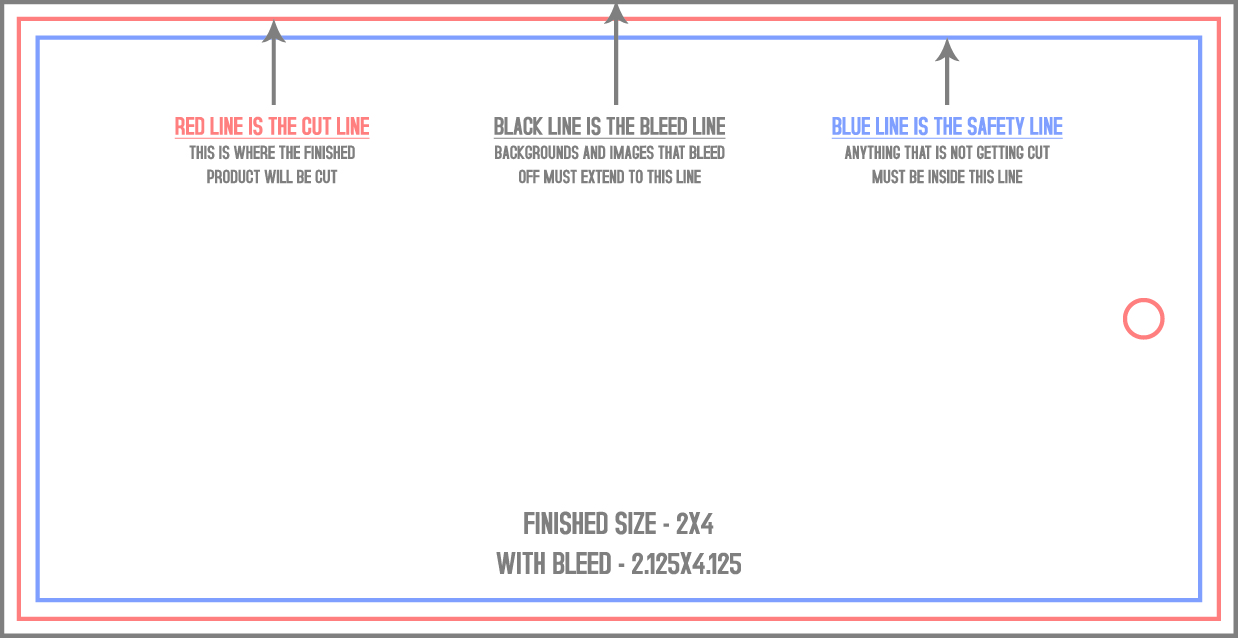 RED LINE IS THE CUT LINE
THIS IS WHERE THE FINISHED
PRODUCT WILL BE CUT
BLACK LINE IS THE BLEED LINE
BACKGROUNDS AND IMAGES THAT BLEED
OFF MUST EXTEND TO THIS LINE
BLUE LINE IS THE SAFETY LINE
ANYTHING THAT IS NOT GETTING CUT
MUST BE INSIDE THIS LINE
FINISHED SIZE - 2X4
WITH BLEED - 2.125X4.125